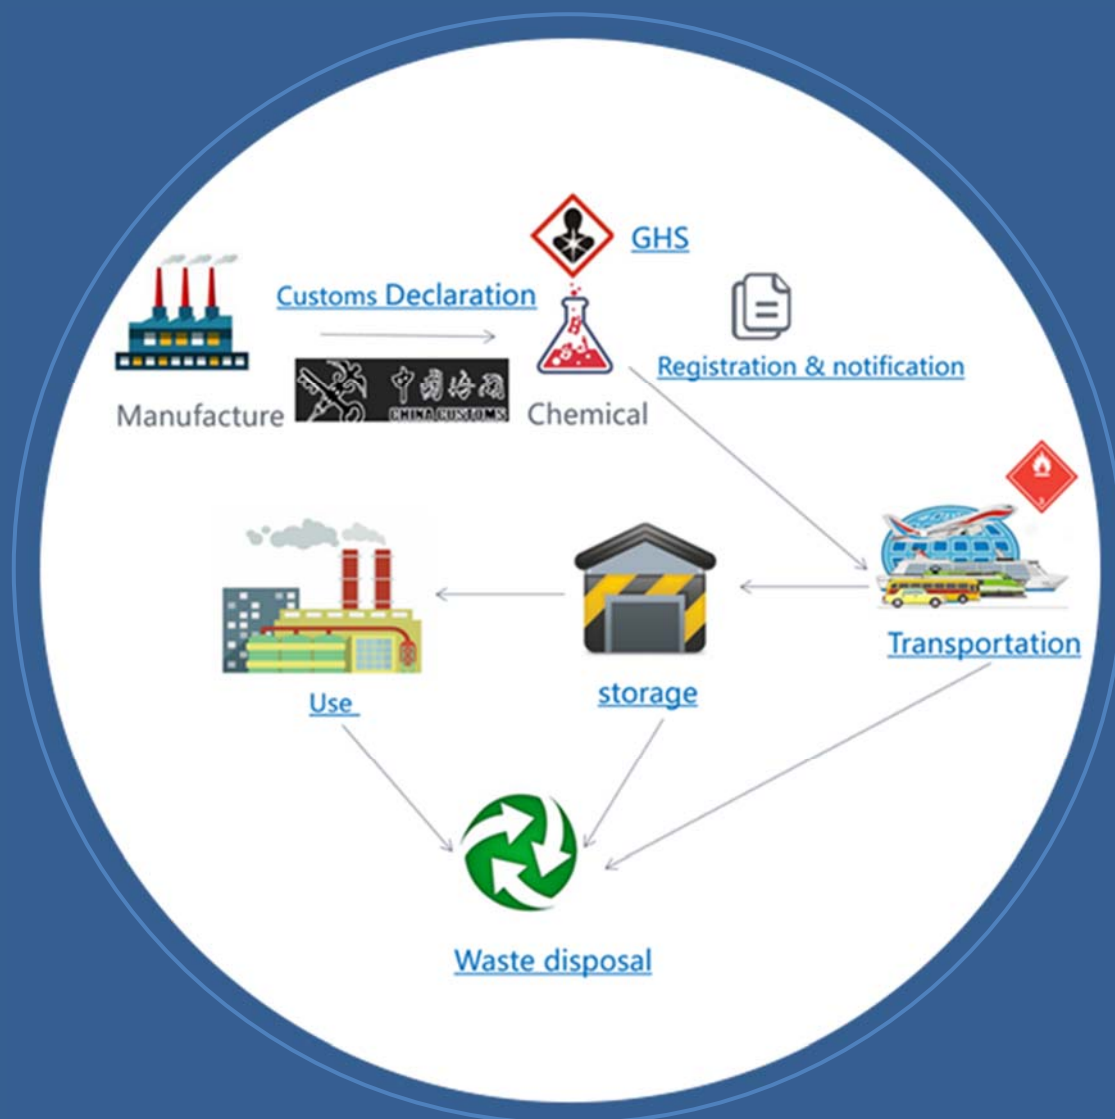 GHS
Customs Declaration
Registration & notification
Manufacture
中国海关
CHINA CUSTOMS
Chemical
Transportation
Use
storage
Waste disposal